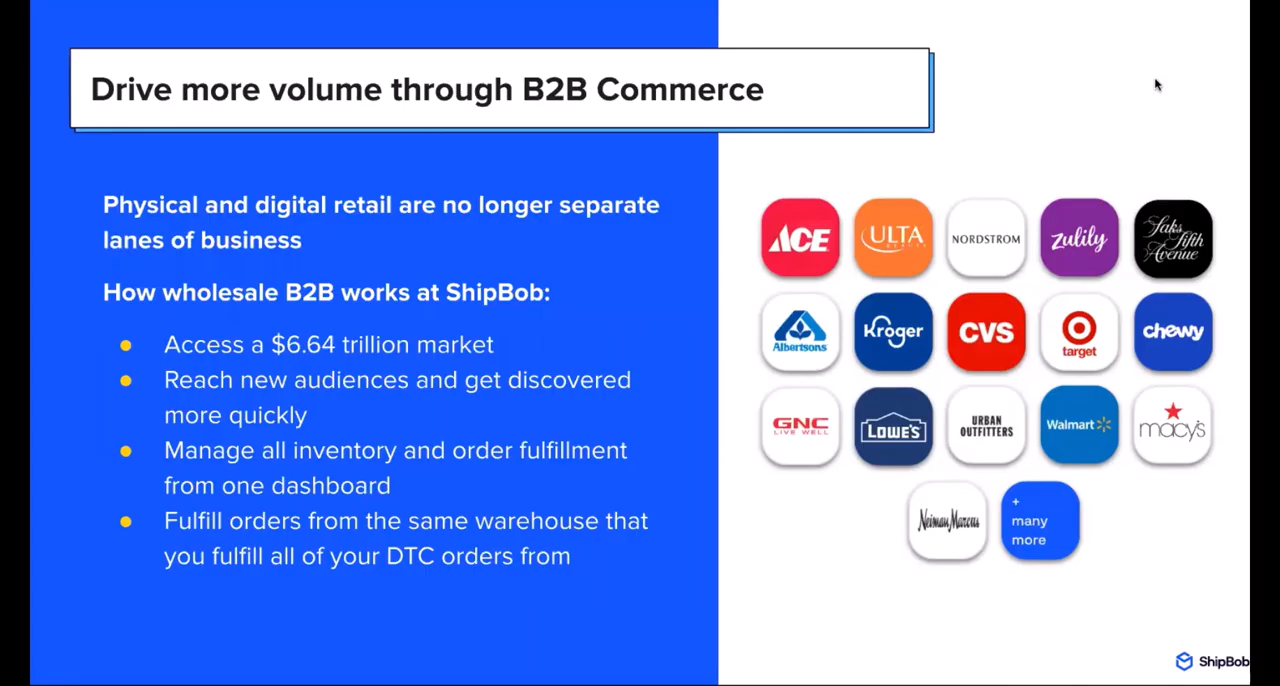 Drive more volume through B2B Commerce
Physical and digital retail are no longer separate
lanes of business
How wholesale B2B works at ShipBob:
● Access a $6.64 trillion market
● Reach new audiences and get discovered
more quickly
● Manage all inventory and order fulfillment
from one dashboard
● Fulfill orders from the same warehouse that
you fulfill all of your DTC orders from
ACE
ULTA
BEAUTY
NORDSTROM
zulily
Saks
fifth
Avenue
Albertsons
Kroger
CVS
target
chewy
GNC
LIVE WELL
LOWE'S
URBAN
OUTFITTERS
Walmart
macy's
Neiman Marcus
+
many
more
ShipBob